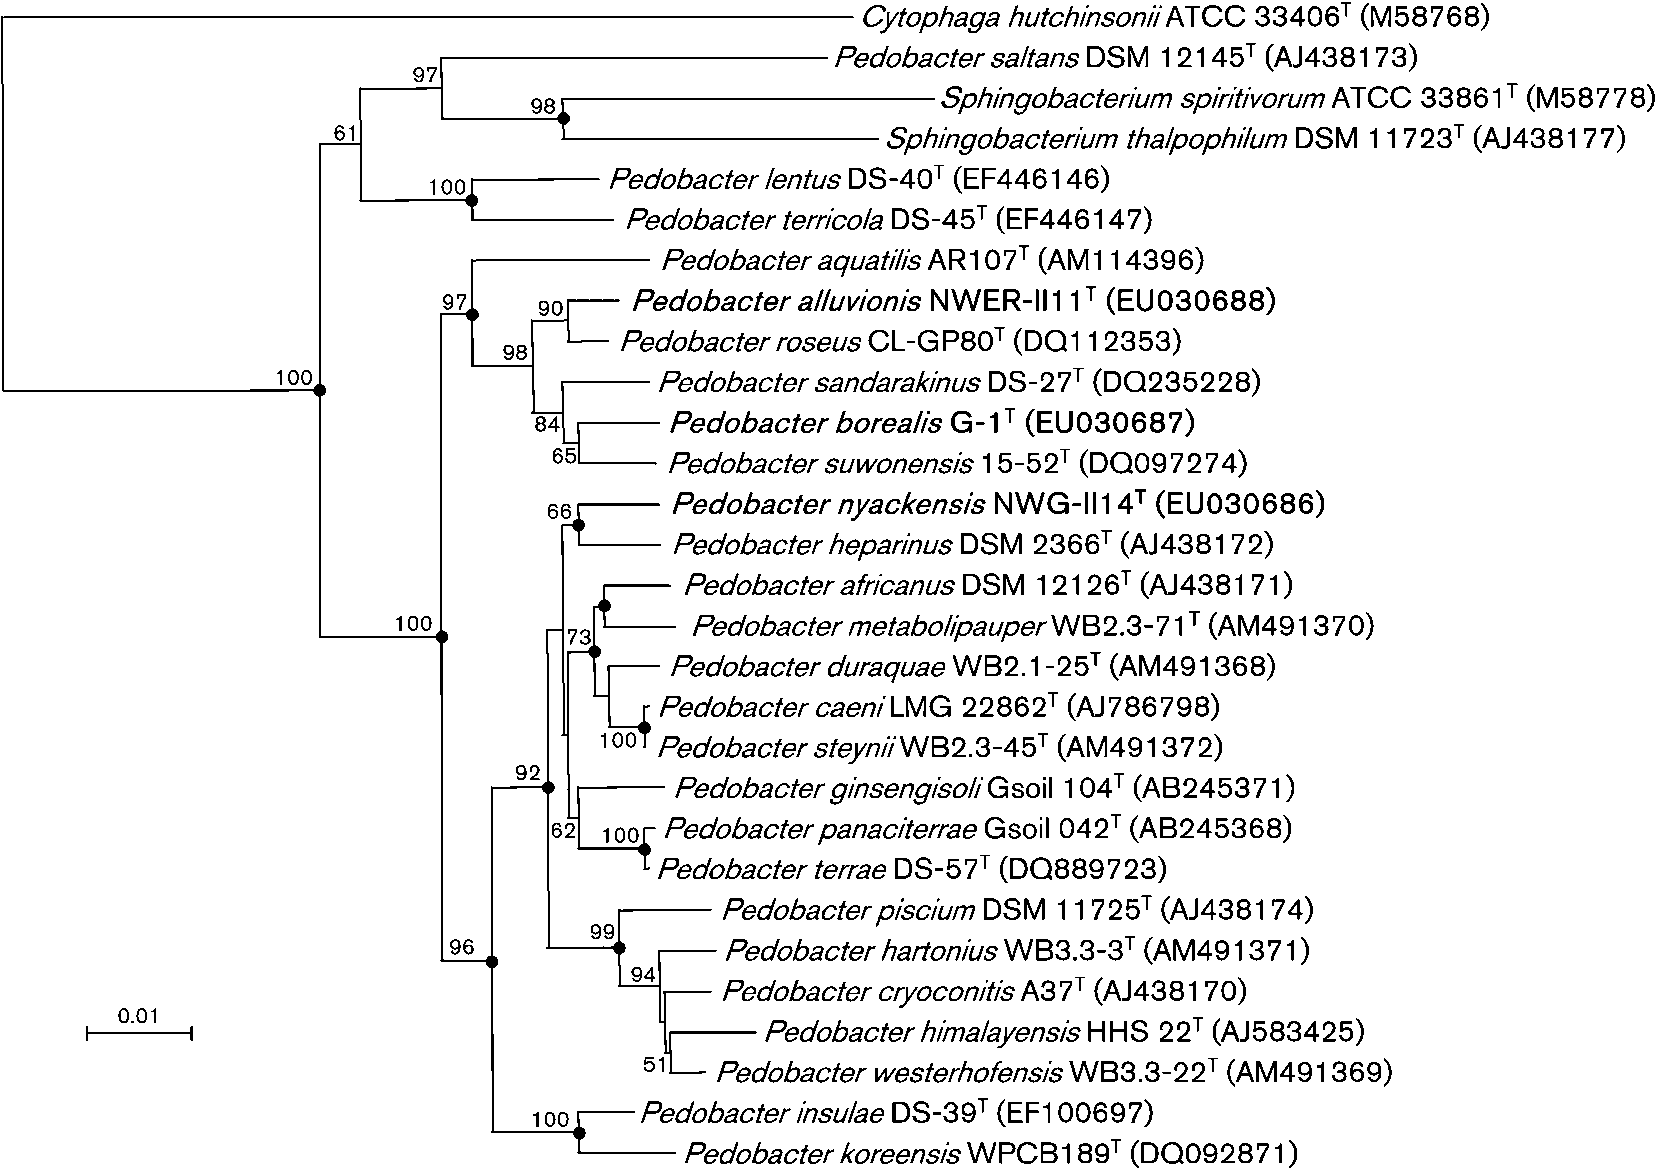 Cytophaga hutchinsonii ATCC 33406ᵀ (M58768)
Pedobacter saltans DSM 12145ᵀ (AJ438173)
97
Sphingobacterium spiritivorum ATCC 33861ᵀ (M58778)
98
Sphingobacterium thalpophilum DSM 11723ᵀ (AJ438177)
61
Pedobacter lentus DS-40ᵀ (EF446146)
100
Pedobacter terricola DS-45ᵀ (EF446147)
Pedobacter aquatilis AR107ᵀ (AM114396)
97
Pedobacter alluvionis NWER-II11ᵀ (EU030688)
90
Pedobacter roseus CL-GP80ᵀ (DQ112353)
98
100
Pedobacter sandarakinus DS-27ᵀ (DQ235228)
84
Pedobacter borealis G-1ᵀ (EU030687)
65
Pedobacter suwonensis 15-52ᵀ (DQ097274)
Pedobacter nyackensis NWG-II14ᵀ (EU030686)
66
Pedobacter heparinus DSM 2366ᵀ (AJ438172)
Pedobacter africanus DSM 12126ᵀ (AJ438171)
100
73
Pedobacter metabolipauper WB2.3-71ᵀ (AM491370)
Pedobacter duraquae WB2.1-25ᵀ (AM491368)
Pedobacter caeni LMG 22862ᵀ (AJ786798)
100
Pedobacter steynii WB2.3-45ᵀ (AM491372)
92
Pedobacter ginsengisoli Gsoil 104ᵀ (AB245371)
62
100
Pedobacter panaciterrae Gsoil 042ᵀ (AB245368)
Pedobacter terrae DS-57ᵀ (DQ889723)
Pedobacter piscium DSM 11725ᵀ (AJ438174)
99
96
Pedobacter hartonius WB3.3-3ᵀ (AM491371)
94
Pedobacter cryoconitis A37ᵀ (AJ438170)
0.01
Pedobacter himalayensis HHS 22ᵀ (AJ583425)
51
Pedobacter westerhofensis WB3.3-22ᵀ (AM491369)
Pedobacter insulae DS-39ᵀ (EF100697)
100
Pedobacter koreensis WPCB189ᵀ (DQ092871)